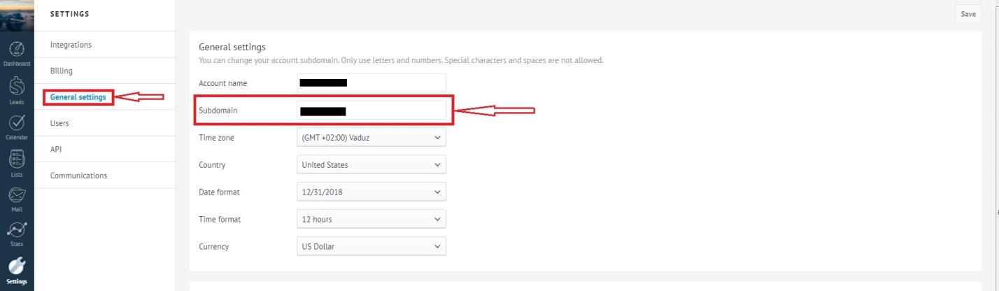 SETTINGS
Save
Dashboard
Leads
Calendar
Lists
Mail
Stats
Settings
Integrations
Billing
General settings
Users
API
Communications
General settings
You can change your account subdomain. Only use letters and numbers. Special characters and spaces are not allowed.
Account name
Subdomain
Time zone (GMT +02:00) Vaduz
Country United States
Date format 12/31/2018
Time format 12 hours
Currency US Dollar